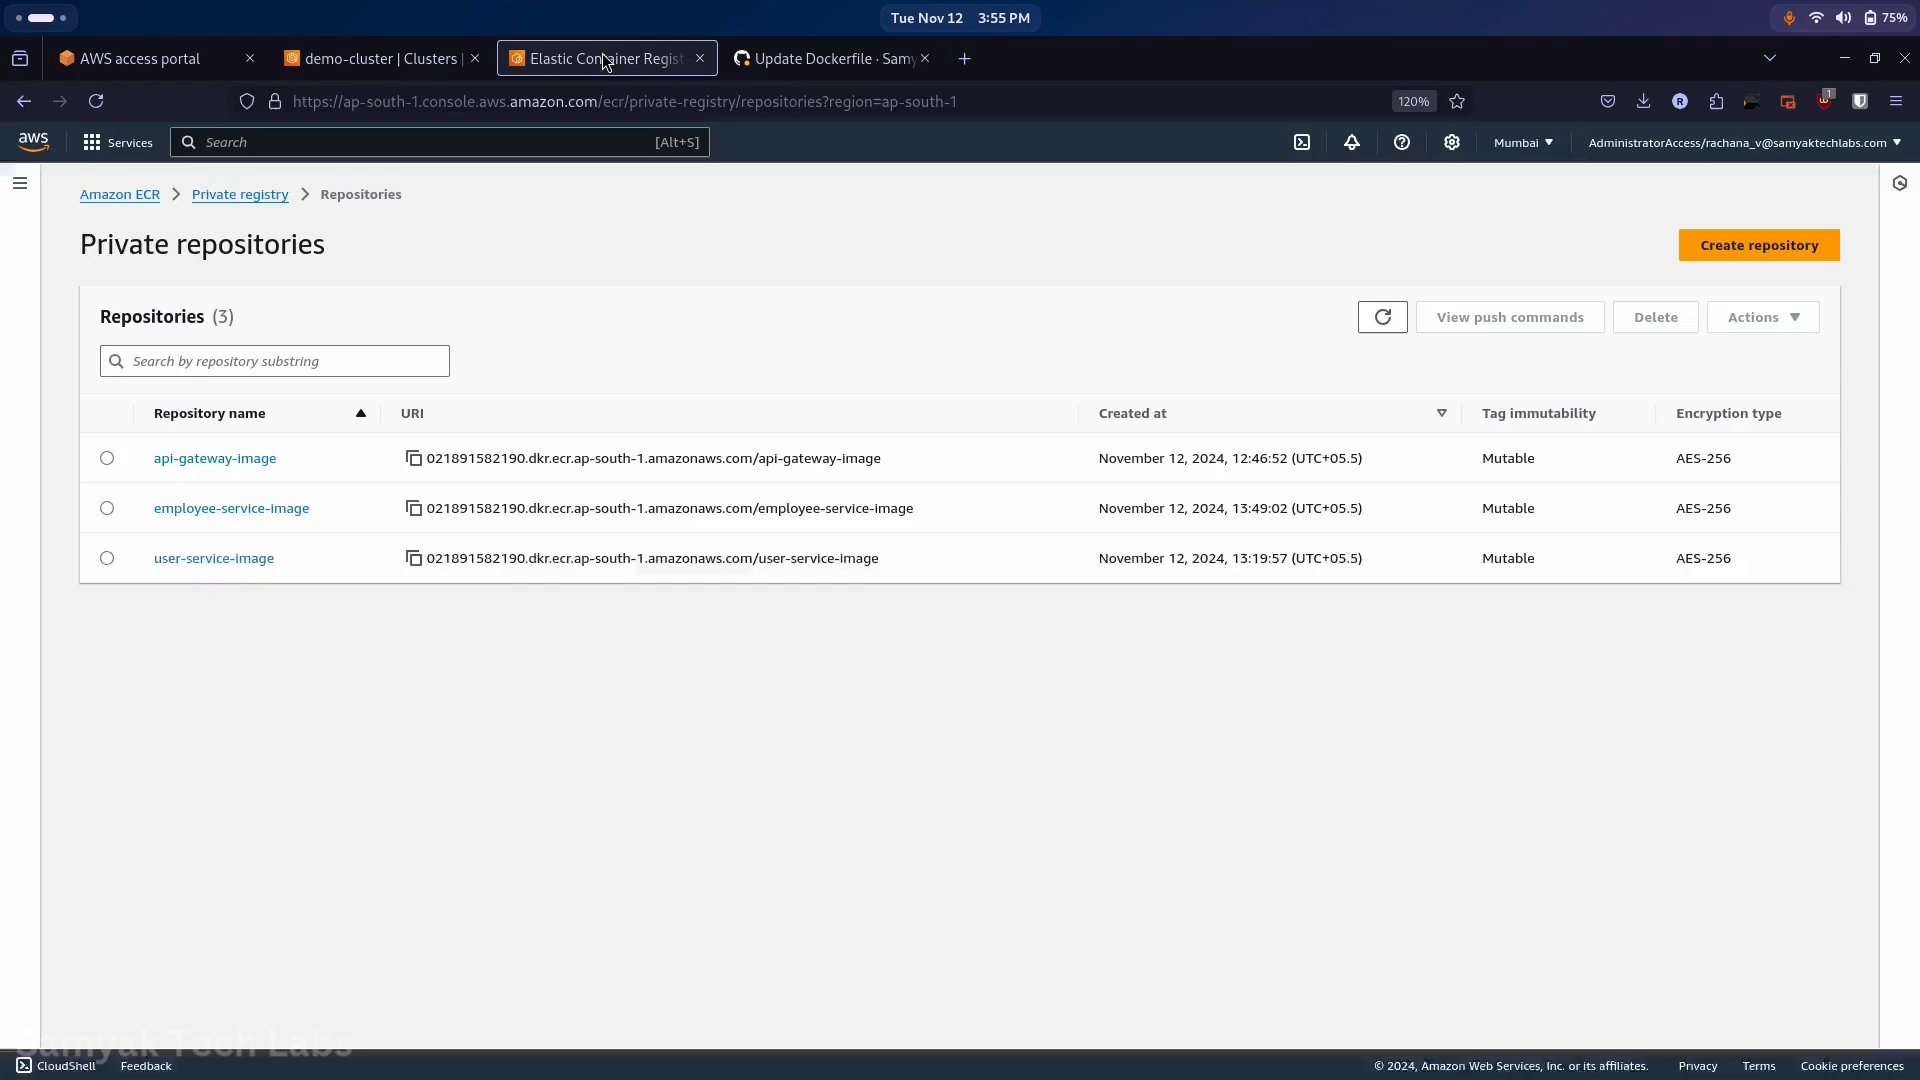 Tue Nov 12 3:55 PM
75%
AWS access portal
demo-cluster | Clusters |
Elastic Container Regist
Update Dockerfile · Samy
https://ap-south-1.console.aws.amazon.com/ecr/private-registry/repositories?region=ap-south-1
120%
R
1
aws
Services
Search
[Alt+S]
Mumbai
AdministratorAccess/rachana_v@samyaktechlabs.com
Amazon ECR
Private registry
Repositories
Private repositories
Create repository
Repositories (3)
View push commands
Delete
Actions
Search by repository substring
Repository name URI Created at Tag immutability Encryption type
api-gateway-image 021891582190.dkr.ecr.ap-south-1.amazonaws.com/api-gateway-image November 12, 2024, 12:46:52 (UTC+05.5) Mutable AES-256
employee-service-image 021891582190.dkr.ecr.ap-south-1.amazonaws.com/employee-service-image November 12, 2024, 13:49:02 (UTC+05.5) Mutable AES-256
user-service-image 021891582190.dkr.ecr.ap-south-1.amazonaws.com/user-service-image November 12, 2024, 13:19:57 (UTC+05.5) Mutable AES-256
Samyak Tech Labs
CloudShell
Feedback
© 2024, Amazon Web Services, Inc. or its affiliates.
Privacy
Terms
Cookie preferences